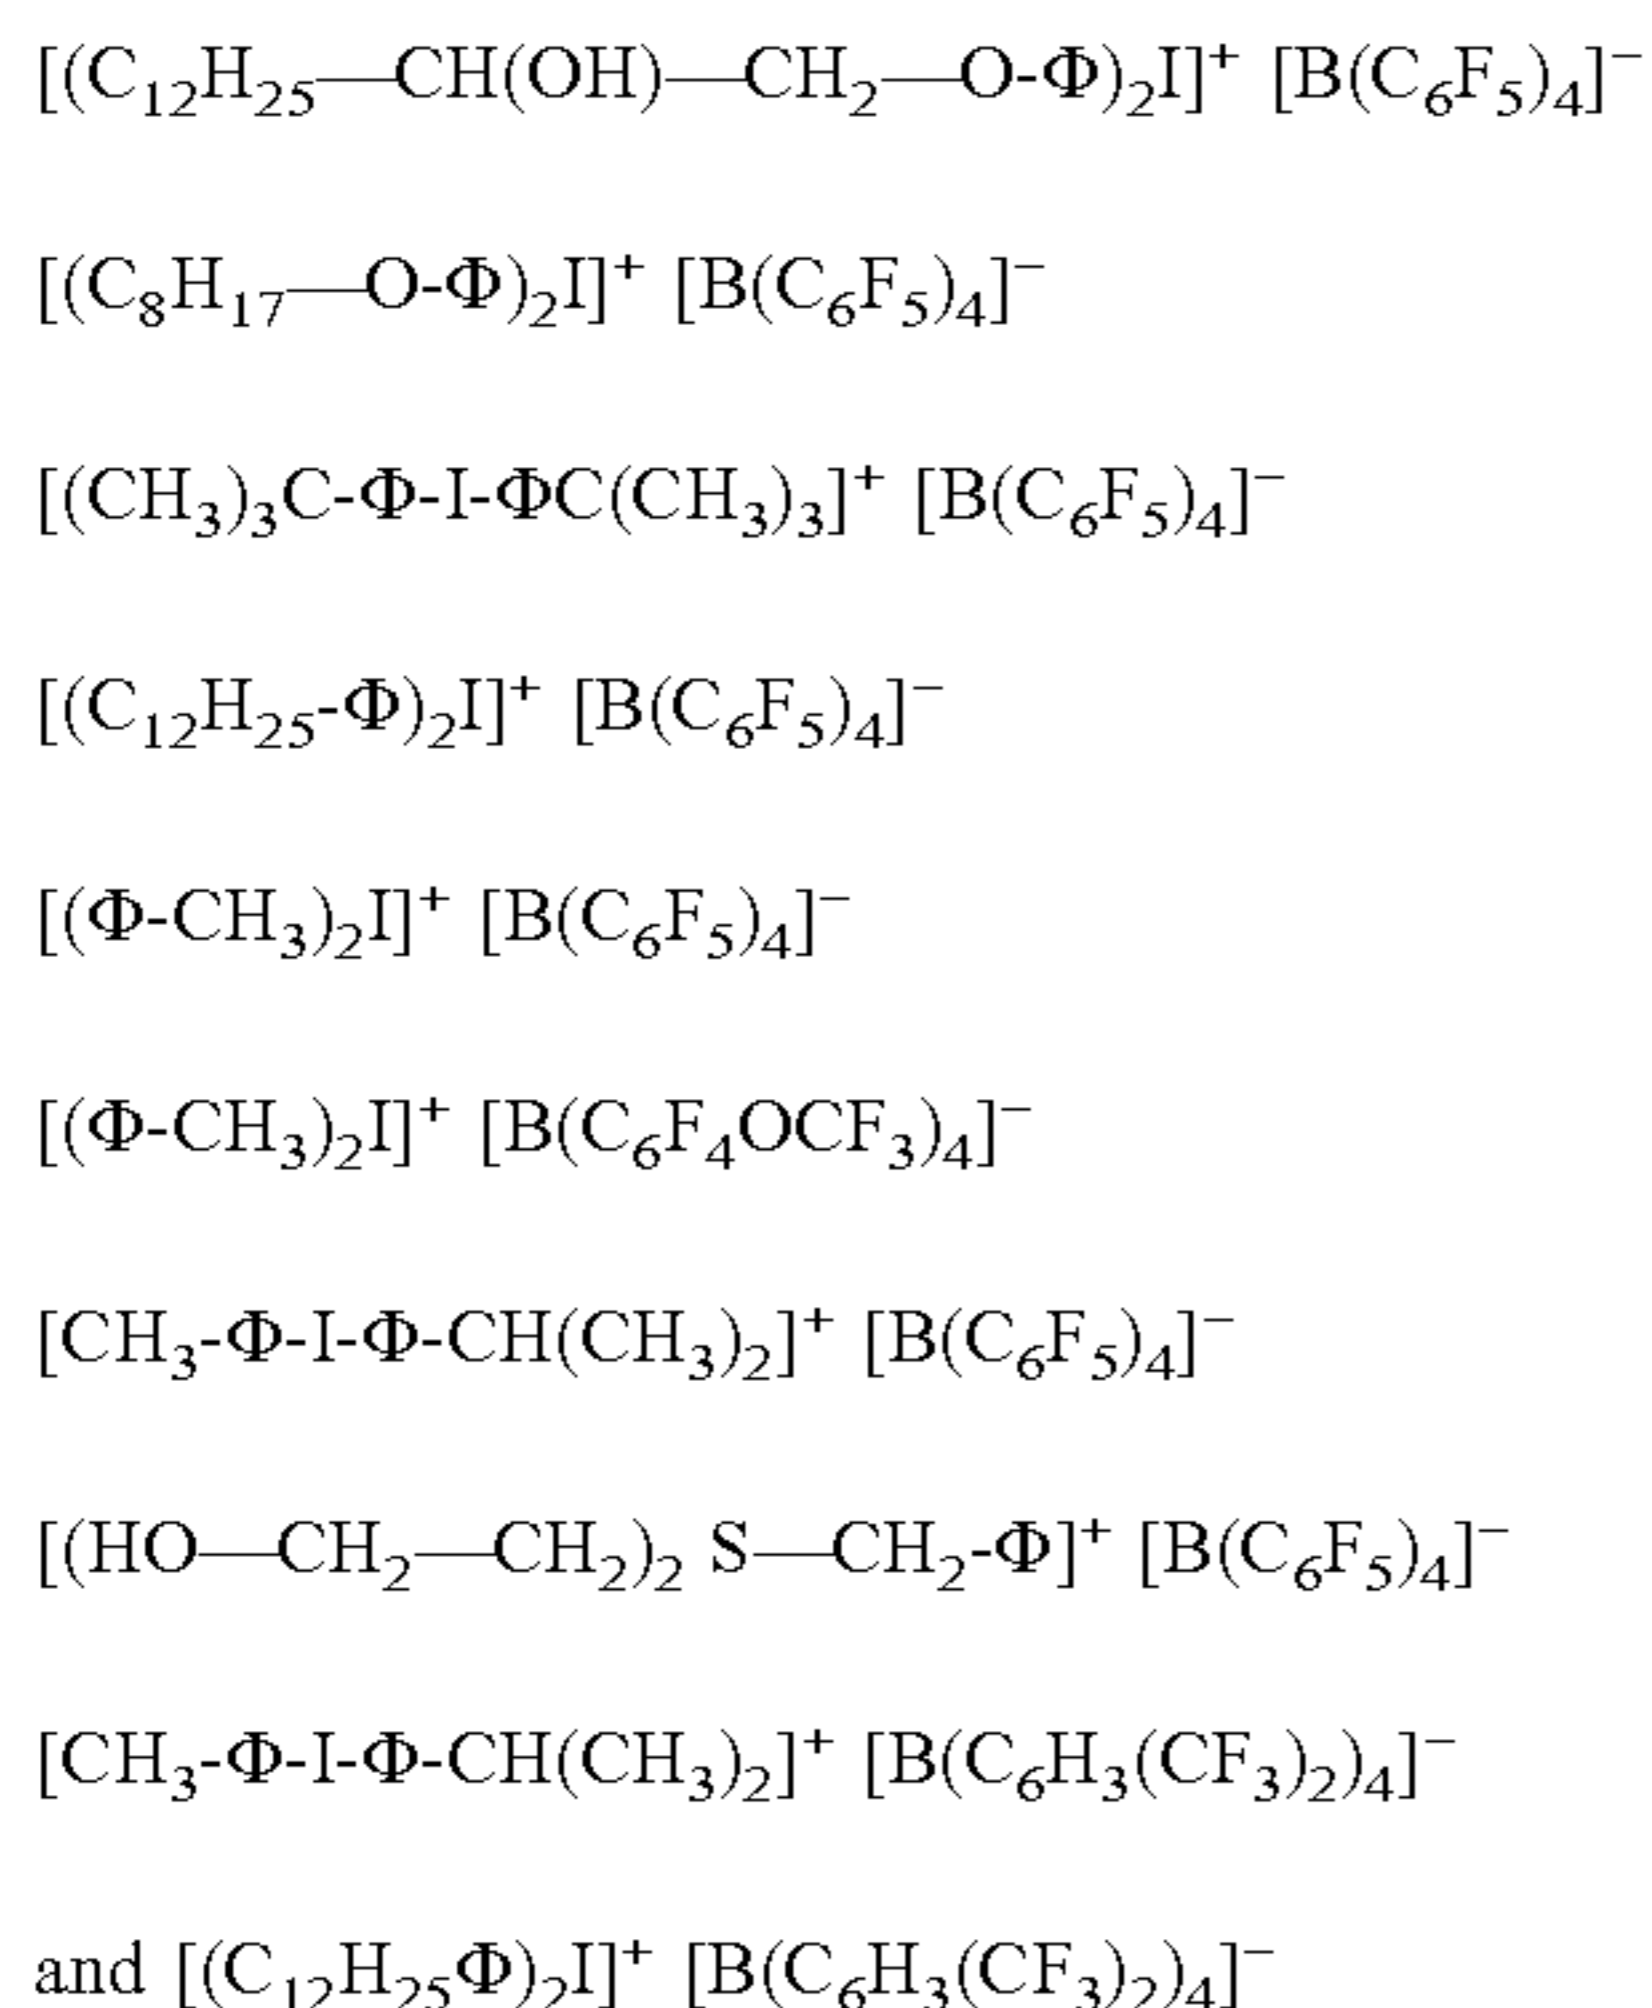 [(C₁₂H₂₅—CH(OH)—CH₂—O-Φ)₂I]⁺ [B(C₆F₅)₄]⁻
[(C₈H₁₇—O-Φ)₂I]⁺ [B(C₆F₅)₄]⁻
[(CH₃)₃C-Φ-I-ΦC(CH₃)₃]⁺ [B(C₆F₅)₄]⁻
[(C₁₂H₂₅-Φ)₂I]⁺ [B(C₆F₅)₄]⁻
[(Φ-CH₃)₂I]⁺ [B(C₆F₅)₄]⁻
[(Φ-CH₃)₂I]⁺ [B(C₆F₄OCF₃)₄]⁻
[CH₃-Φ-I-Φ-CH(CH₃)₂]⁺ [B(C₆F₅)₄]⁻
[(HO—CH₂—CH₂)₂ S—CH₂-Φ]⁺ [B(C₆F₅)₄]⁻
[CH₃-Φ-I-Φ-CH(CH₃)₂]⁺ [B(C₆H₃(CF₃)₂)₄]⁻
and [(C₁₂H₂₅Φ)₂I]⁺ [B(C₆H₃(CF₃)₂)₄]⁻